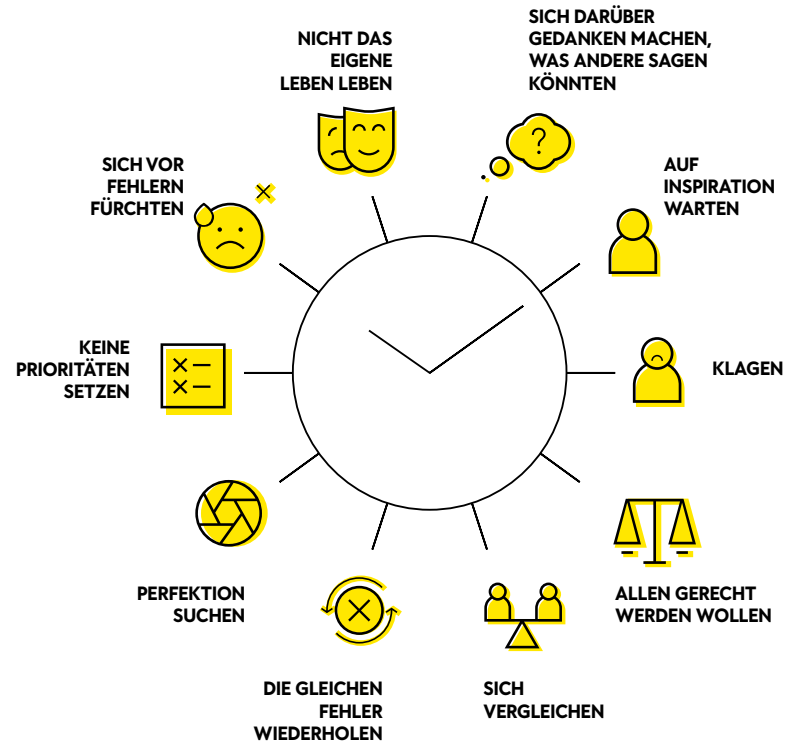 SICH DARÜBER
GEDANKEN MACHEN,
WAS ANDERE SAGEN
KÖNNTEN
AUF
INSPIRATION
WARTEN
KLAGEN
ALLEN GERECHT
WERDEN WOLLEN
SICH
VERGLEICHEN
DIE GLEICHEN
FEHLER
WIEDERHOLEN
PERFEKTION
SUCHEN
KEINE
PRIORITÄTEN
SETZEN
SICH VOR
FEHLERN
FÜRCHTEN
NICHT DAS
EIGENE
LEBEN LEBEN
?